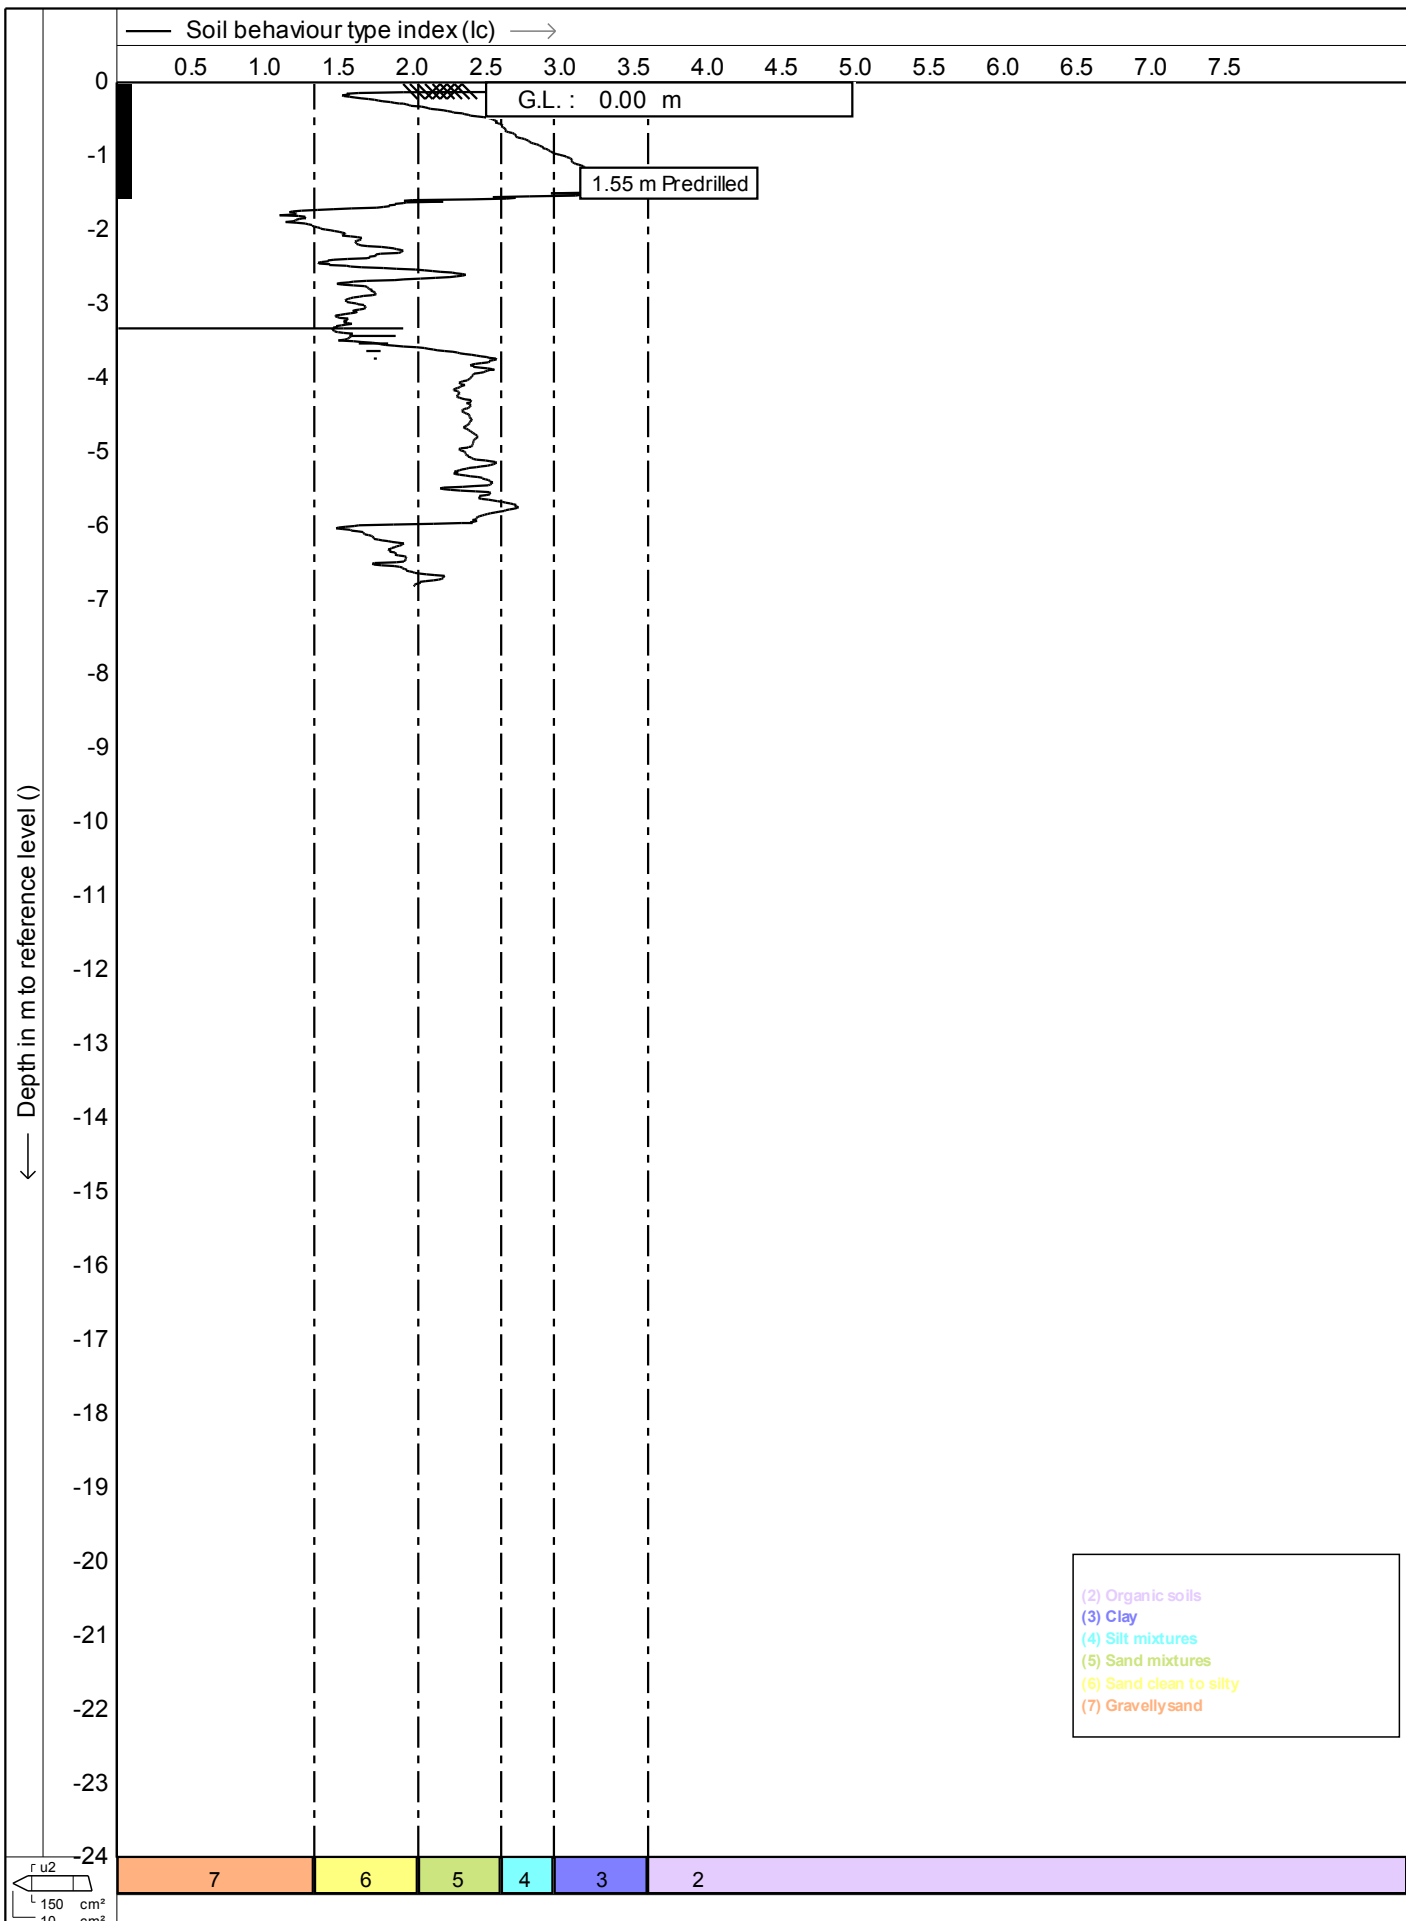 Soil behaviour type index (Ic)
0.5 1.0 1.5 2.0 2.5 3.0 3.5 4.0 4.5 5.0 5.5 6.0 6.5 7.0 7.5
0
G.L. : 0.00 m
-1
1.55 m Predrilled
-2
-3
-4
-5
-6
-7
-8
-9
-10
-11
-12
-13
-14
-15
-16
-17
-18
-19
-20
-21
-22
-23
-24
Depth in m to reference level ()
(2) Organic soils
(3) Clay
(4) Silt mixtures
(5) Sand mixtures
(6) Sand clean to silty
(7) Gravelly sand
7 6 5 4 3 2
u2
150 cm²
10 cm²